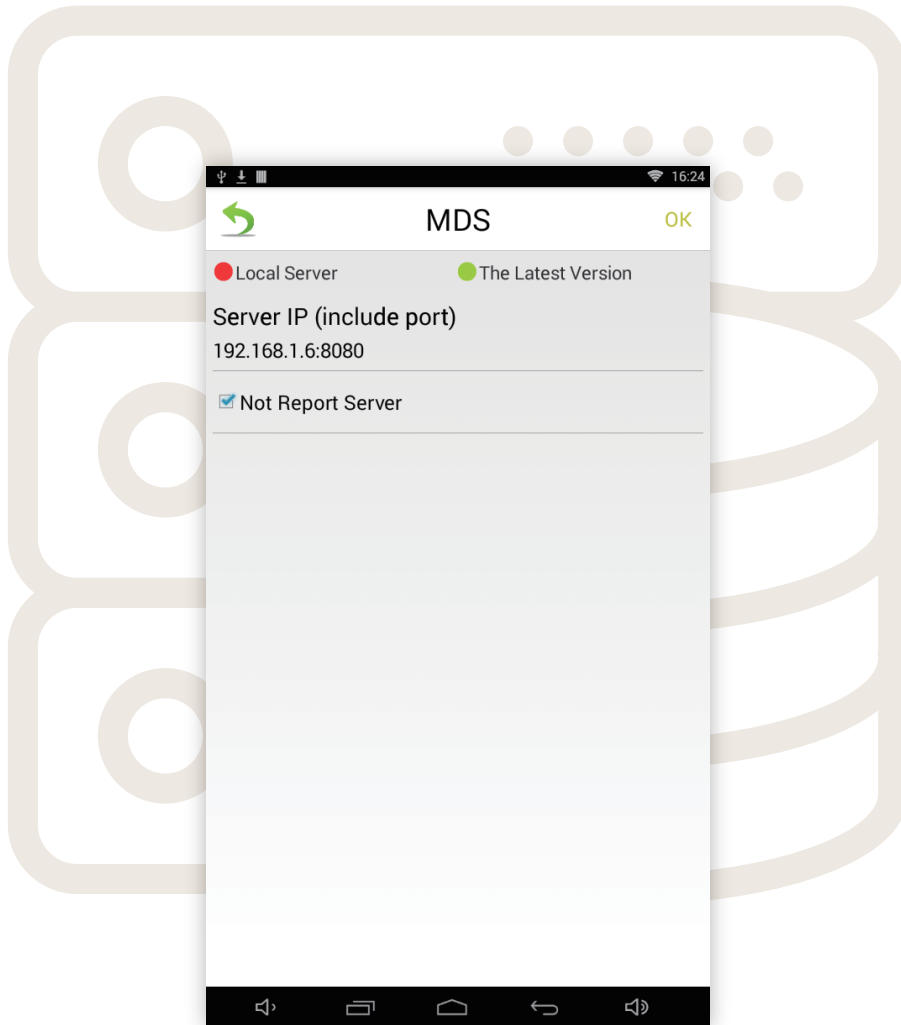 16:24
MDS
OK
Local Server
The Latest Version
Server IP (include port)
192.168.1.6:8080
Not Report Server